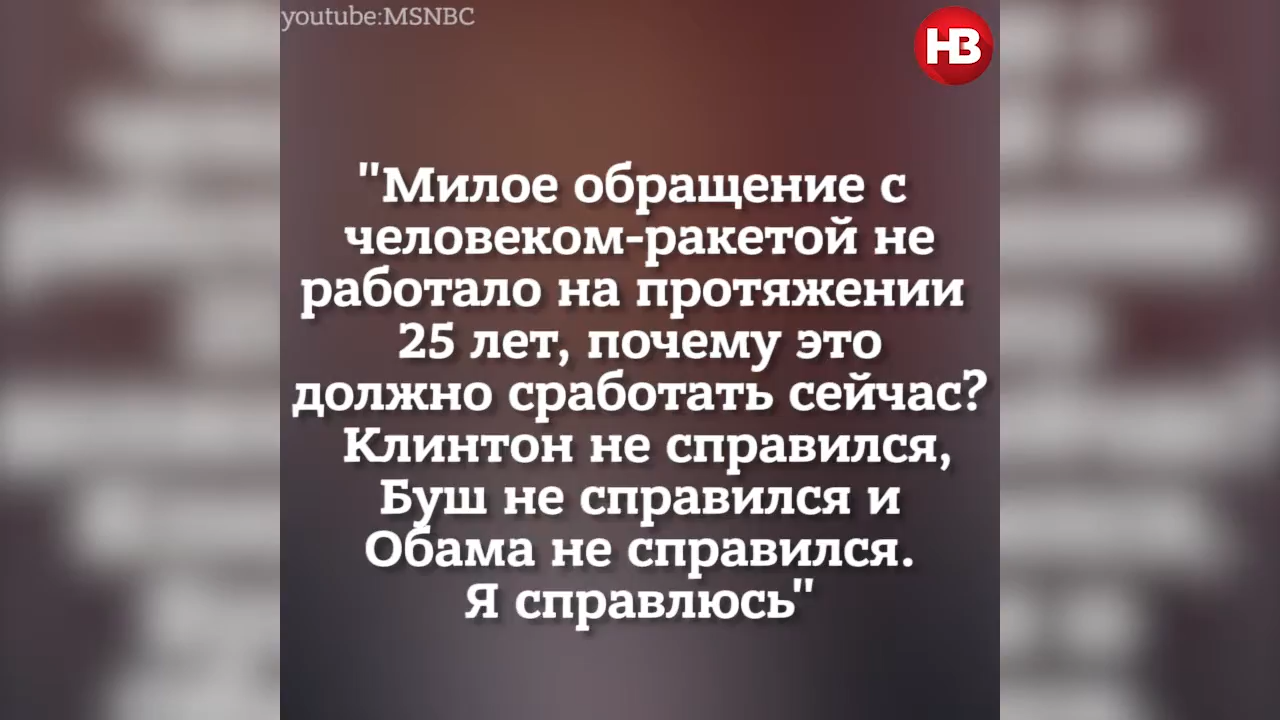 youtube:MSNBC
НВ
"Милое обращение с
человеком-ракетой не
работало на протяжении
25 лет, почему это
должно сработать сейчас?
Клинтон не справился,
Буш не справился и
Обама не справился.
Я справлюсь"